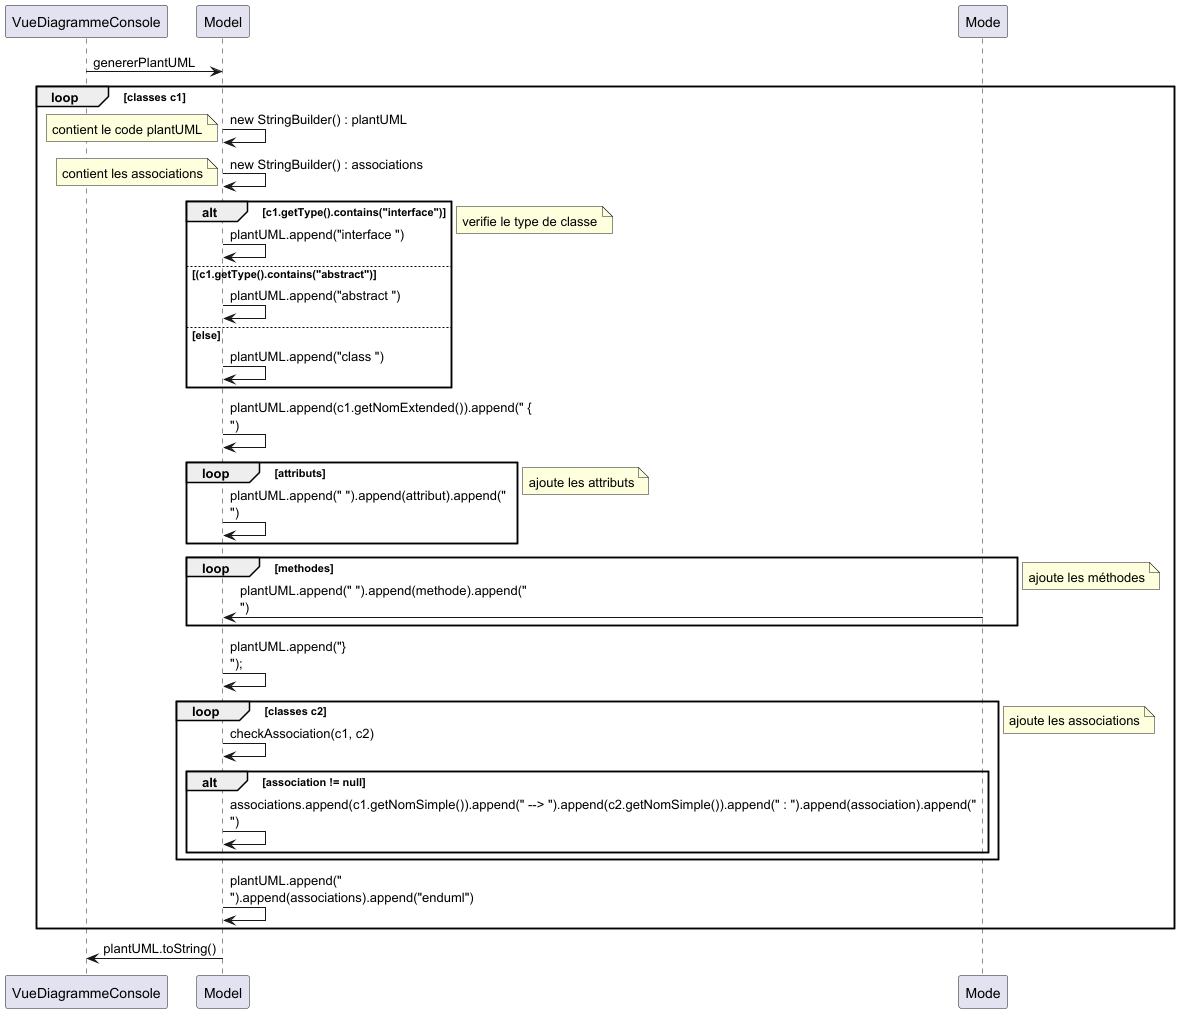 VueDiagrammeConsole
Model
Mode
genererPlantUML
loop [classes c1]
contient le code plantUML
new StringBuilder() : plantUML
contient les associations
new StringBuilder() : associations
alt [c1.getType().contains("interface")]
verifie le type de classe
plantUML.append("interface ")
[(c1.getType().contains("abstract")]
plantUML.append("abstract ")
[else]
plantUML.append("class ")
plantUML.append(c1.getNomExtended()).append(" {
")
loop [attributs]
ajoute les attributs
plantUML.append(" ").append(attribut).append("
")
loop [methodes]
ajoute les méthodes
plantUML.append(" ").append(methode).append("
")
plantUML.append("}
");
loop [classes c2]
ajoute les associations
checkAssociation(c1, c2)
alt [association != null]
associations.append(c1.getNomSimple()).append(" --> ").append(c2.getNomSimple()).append(" : ").append(association).append("
")
plantUML.append("
").append(associations).append("enduml")
plantUML.toString()
VueDiagrammeConsole
Model
Mode